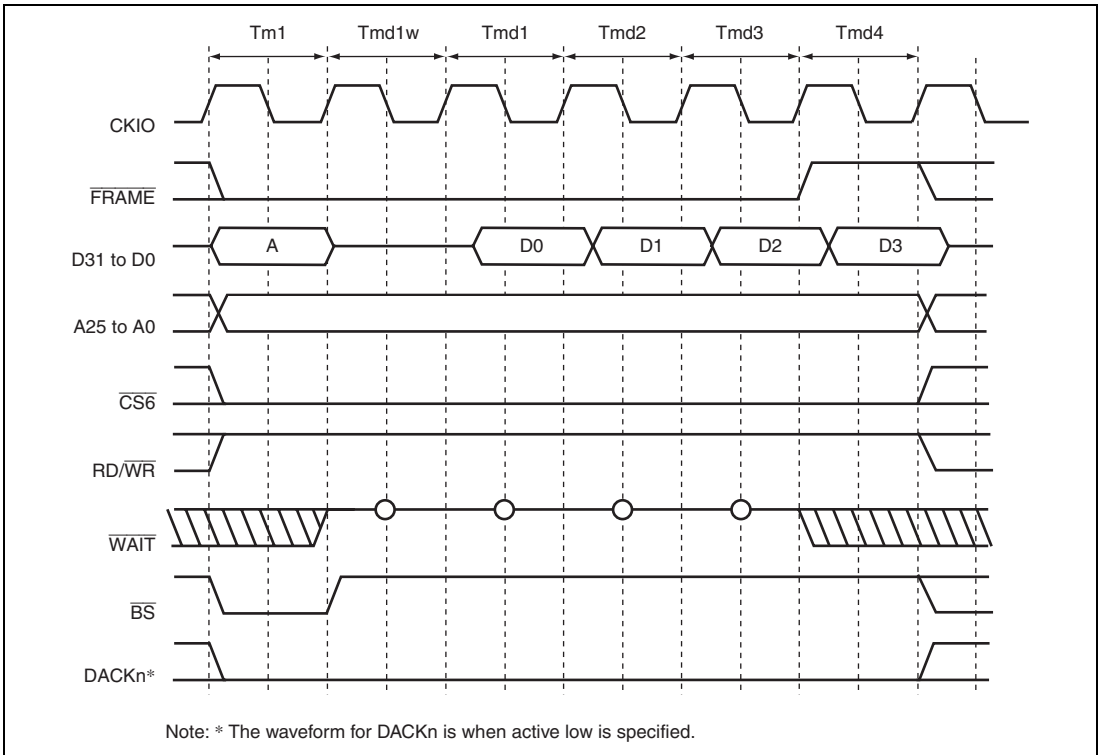 Tm1 Tmd1w Tmd1 Tmd2 Tmd3 Tmd4
CKIO
FRAME
D31 to D0 A D0 D1 D2 D3
A25 to A0
CS6
RD/WR
WAIT
BS
DACKn*
Note: * The waveform for DACKn is when active low is specified.